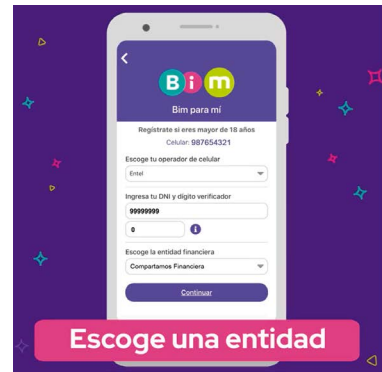 Bim
Bim para mí
Regístrate si eres mayor de 18 años
Celular: 987654321
Escoge tu operador de celular
Entel
Ingresa tu DNI y dígito verificador
99999999
0
i
Escoge la entidad financiera
Compartamos Financiera
Continuar
Escoge una entidad